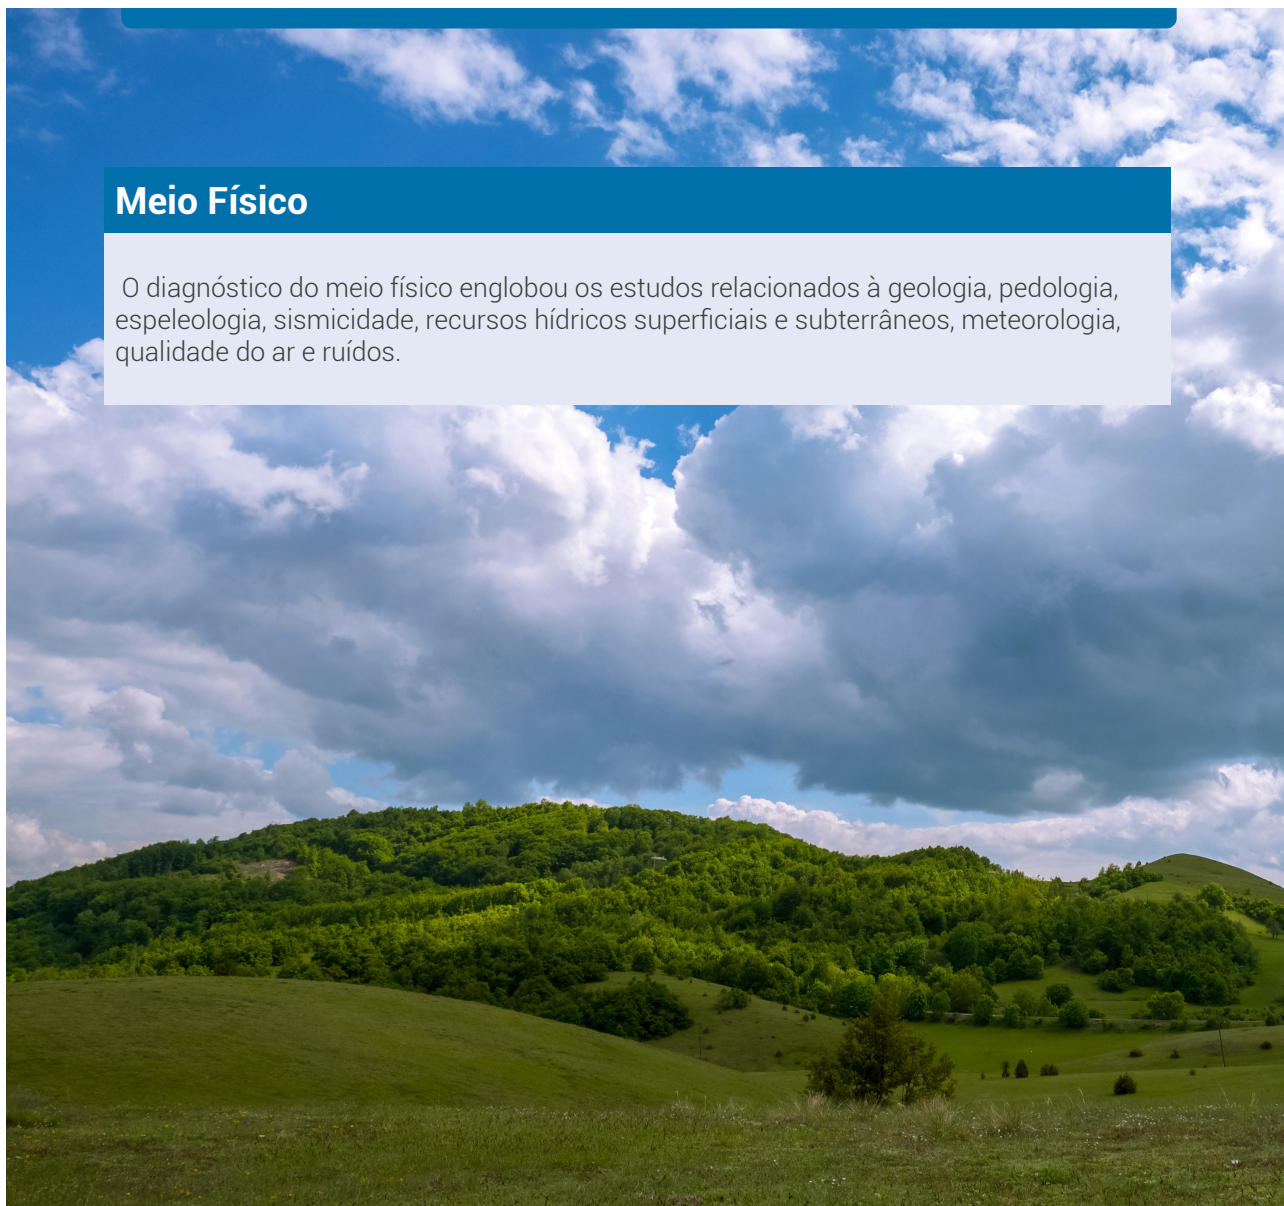 Meio Físico
O diagnóstico do meio físico englobou os estudos relacionados à geologia, pedologia,
espeleologia, sismicidade, recursos hídricos superficiais e subterrâneos, meteorologia,
qualidade do ar e ruídos.